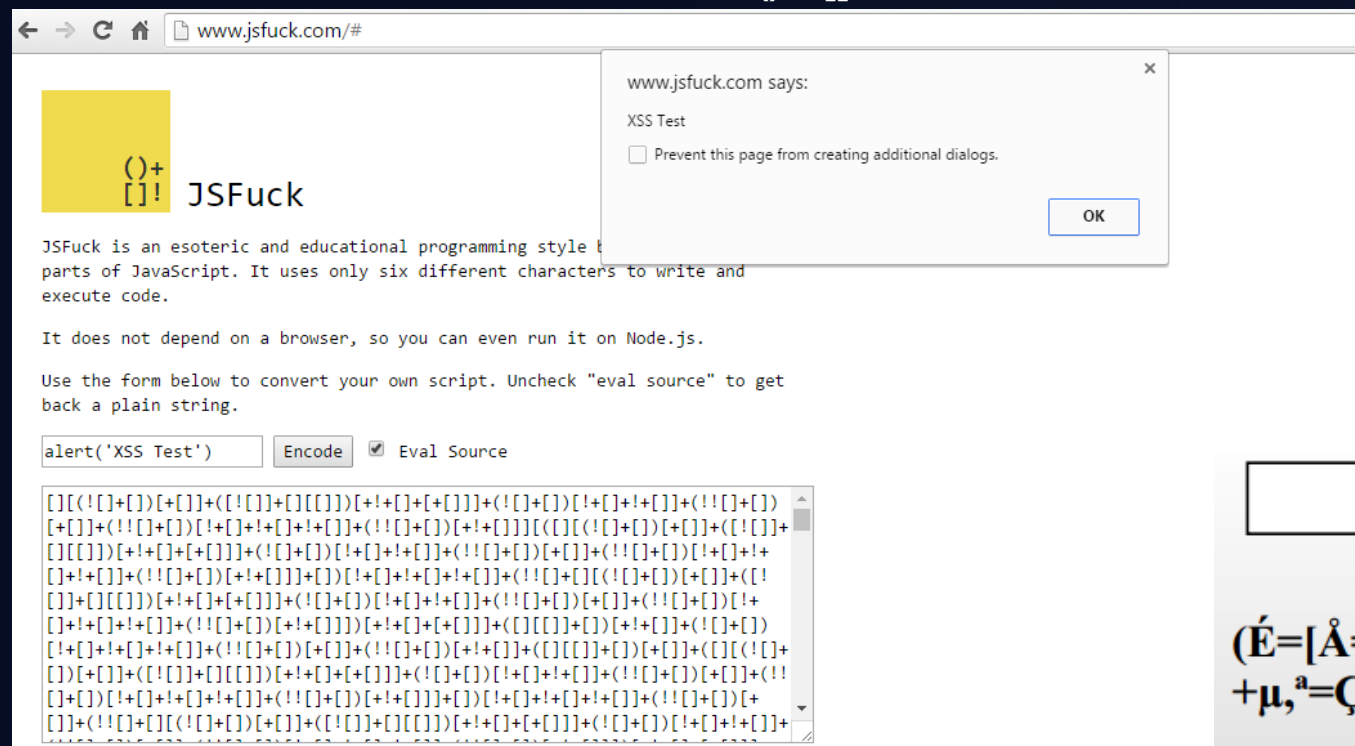 www.jsfuck.com/#
www.jsfuck.com says:
XSS Test
Prevent this page from creating additional dialogs.
OK
()+
[]!
JSFuck
JSFuck is an esoteric and educational programming style b
parts of JavaScript. It uses only six different characters to write and
execute code.
It does not depend on a browser, so you can even run it on Node.js.
Use the form below to convert your own script. Uncheck "eval source" to get
back a plain string.
alert('XSS Test')
Encode
Eval Source
[][(![]+[])[+[]]+([![]]+[][[]])[+!+[]+[+[]]]+(![]+[])[!+[]+!+[]]+(!![]+[])
[+[]]+(!![]+[])[!+[]+!+[]+!+[]]+(!![]+[])[+!+[]]][([][(![]+[])[+[]]+([![]]+
[][[]])[+!+[]+[+[]]]+(![]+[])[!+[]+!+[]]+(!![]+[])[+[]]+(!![]+[])[!+[]+!+
[]+!+[]]+(!![]+[])[+!+[]]]+[])[!+[]+!+[]+!+[]]+(!![]+[][(![]+[])[+[]]+([!
[]]+[][[]])[+!+[]+[+[]]]+(![]+[])[!+[]+!+[]]+(!![]+[])[+[]]+(!![]+[])[!+
[]+!+[]+!+[]]+(!![]+[])[+!+[]]])[+!+[]+[+[]]]+([][[]]+[])[+!+[]]+(![]+[])
[!+[]+!+[]+!+[]]+(!![]+[])[+[]]+(!![]+[])[+!+[]]+([][[]]+[])[+[]]+([][(![]+
[])[+[]]+([![]]+[][[]])[+!+[]+[+[]]]+(![]+[])[!+[]+!+[]]+(!![]+[])[+[]]+(!!
[]+[])[!+[]+!+[]+!+[]]+(!![]+[])[+!+[]]]+[])[!+[]+!+[]+!+[]]+(!![]+[])[+
[]]+(!![]+[][(![]+[])[+[]]+([![]]+[][[]])[+!+[]+[+[]]]+(![]+[])[!+[]+!+[]]+
(É=[Å=
+µ,ª=Ç